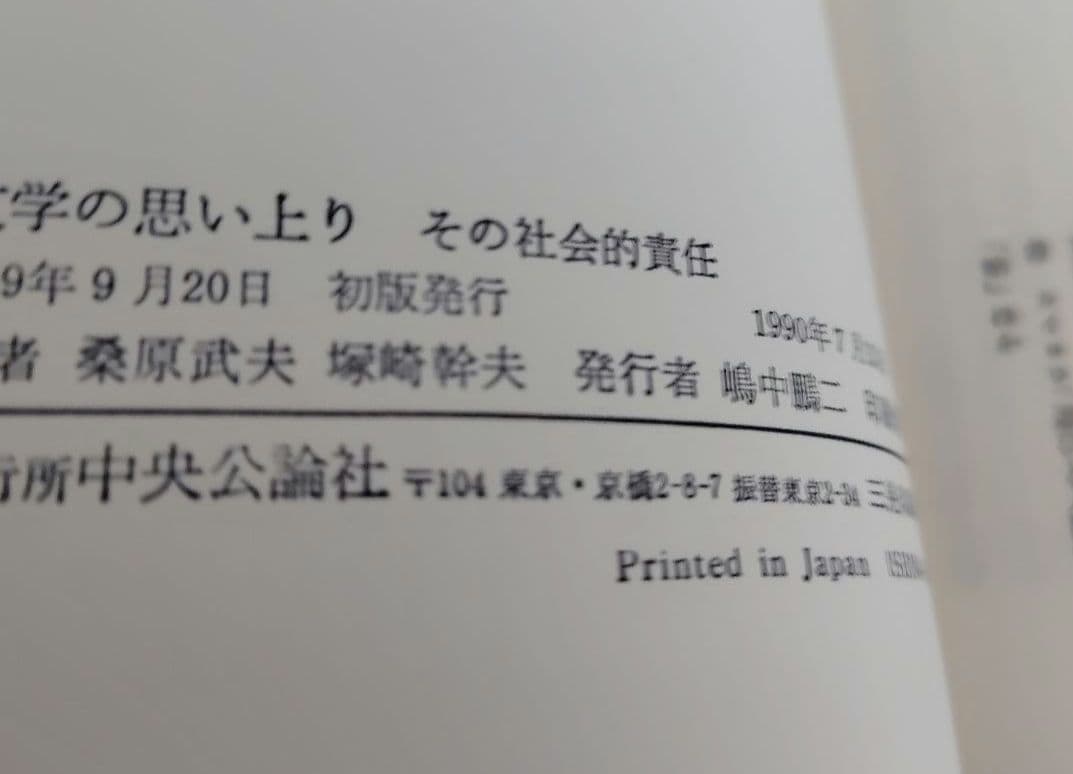 学の思い上り その社会的責任
9年9月20日 初版発行
1990年7月
者 桑原武夫 塚崎幹夫 発行者 嶋中鵬二
行所中央公論社 〒104 東京・京橋2-8-7 振替東京2-34
Printed in Japan